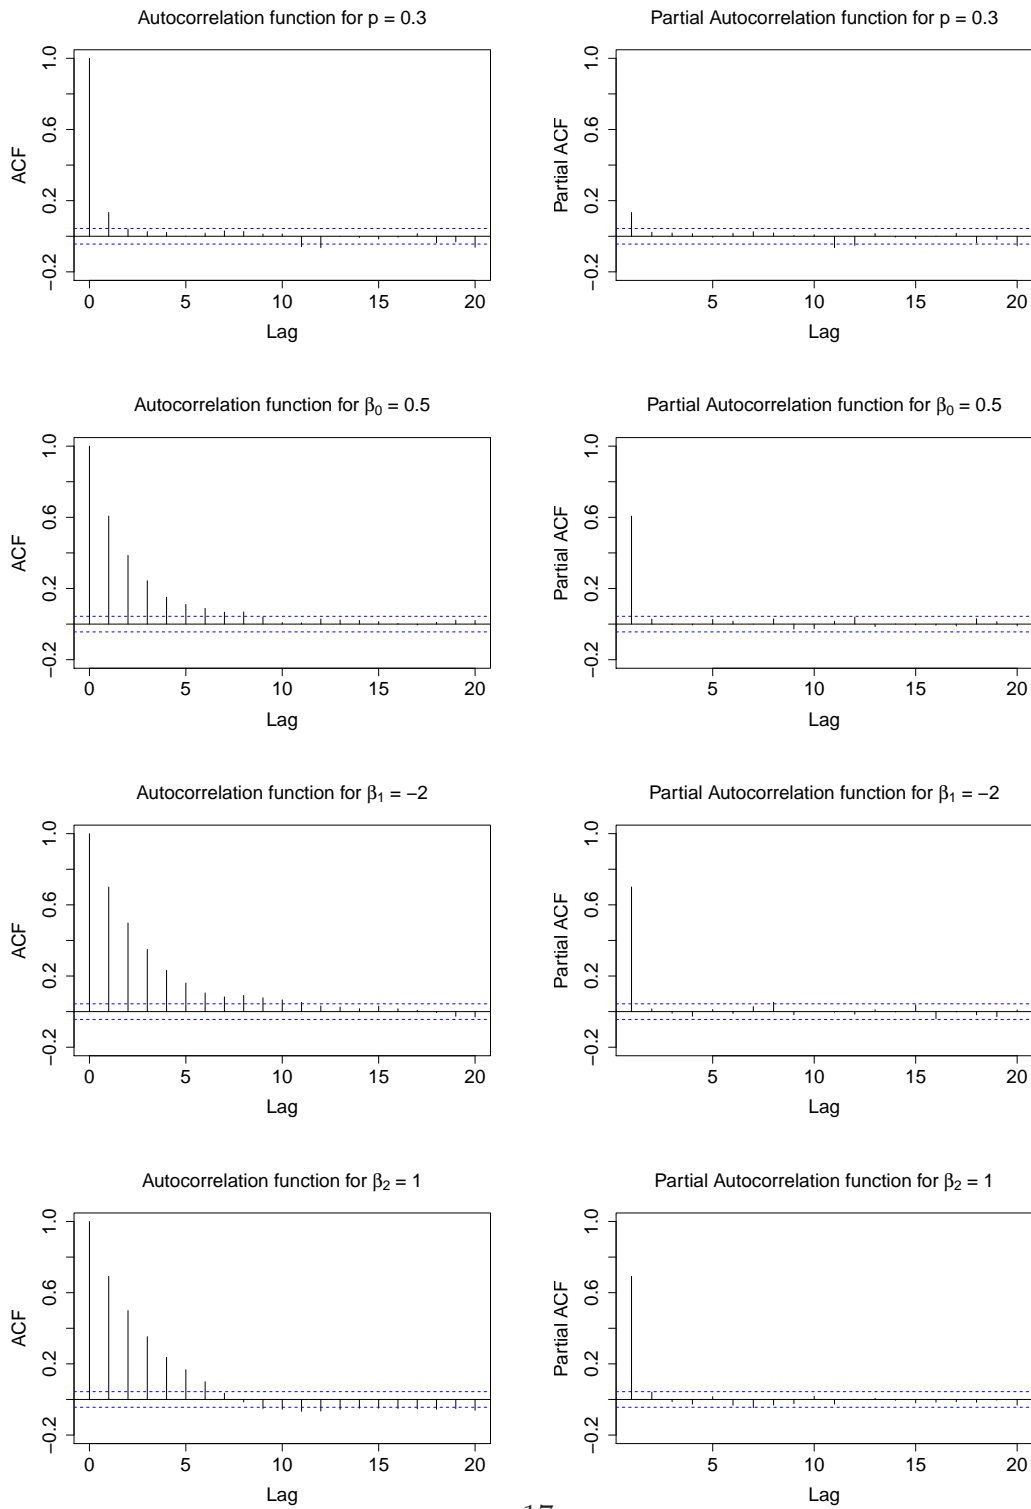 Autocorrelation function for p = 0.3
1.0
0.6
0.2
−0.2
ACF
0 5 10 15 20
Lag
Partial Autocorrelation function for p = 0.3
1.0
0.6
0.2
−0.2
Partial ACF
5 10 15 20
Lag
Autocorrelation function for β0 = 0.5
1.0
0.6
0.2
−0.2
ACF
0 5 10 15 20
Lag
Partial Autocorrelation function for β0 = 0.5
1.0
0.6
0.2
−0.2
Partial ACF
5 10 15 20
Lag
Autocorrelation function for β1 = −2
1.0
0.6
0.2
−0.2
ACF
0 5 10 15 20
Lag
Partial Autocorrelation function for β1 = −2
1.0
0.6
0.2
−0.2
Partial ACF
5 10 15 20
Lag
Autocorrelation function for β2 = 1
1.0
0.6
0.2
−0.2
ACF
0 5 10 15 20
Lag
Partial Autocorrelation function for β2 = 1
1.0
0.6
0.2
−0.2
Partial ACF
5 10 15 20
Lag